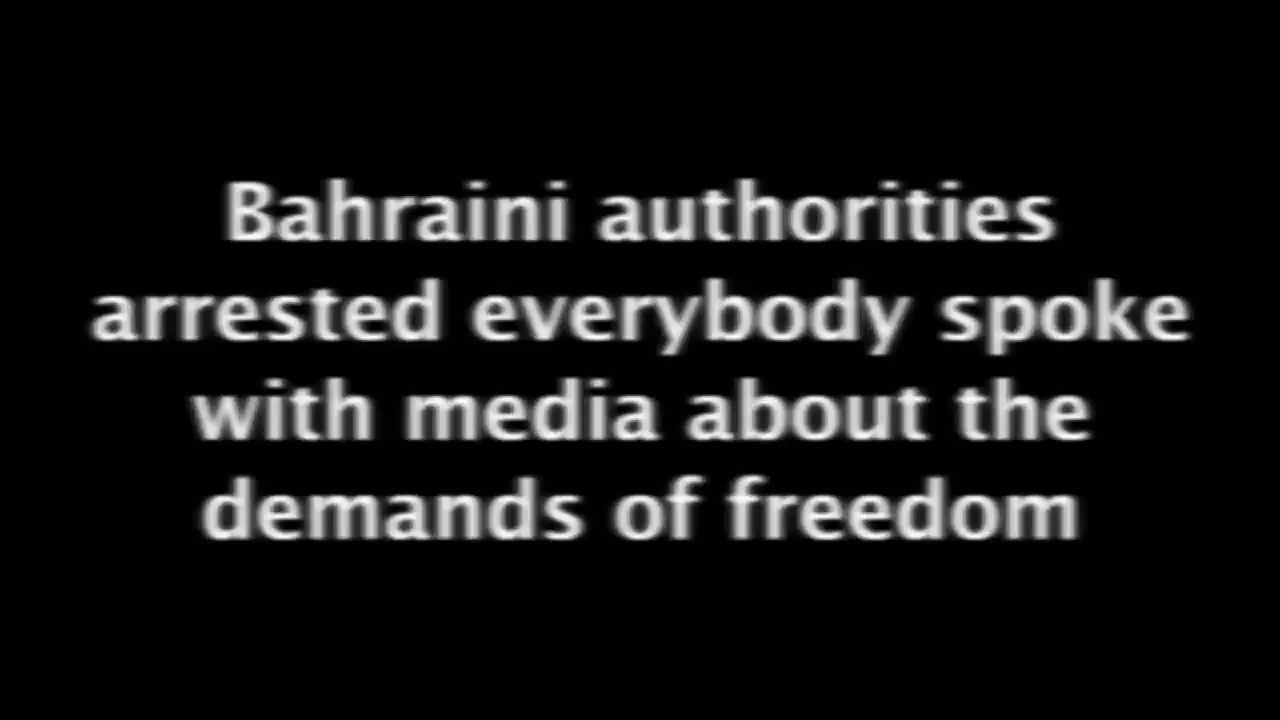 Bahraini authorities
arrested everybody spoke
with media about the
demands of freedom